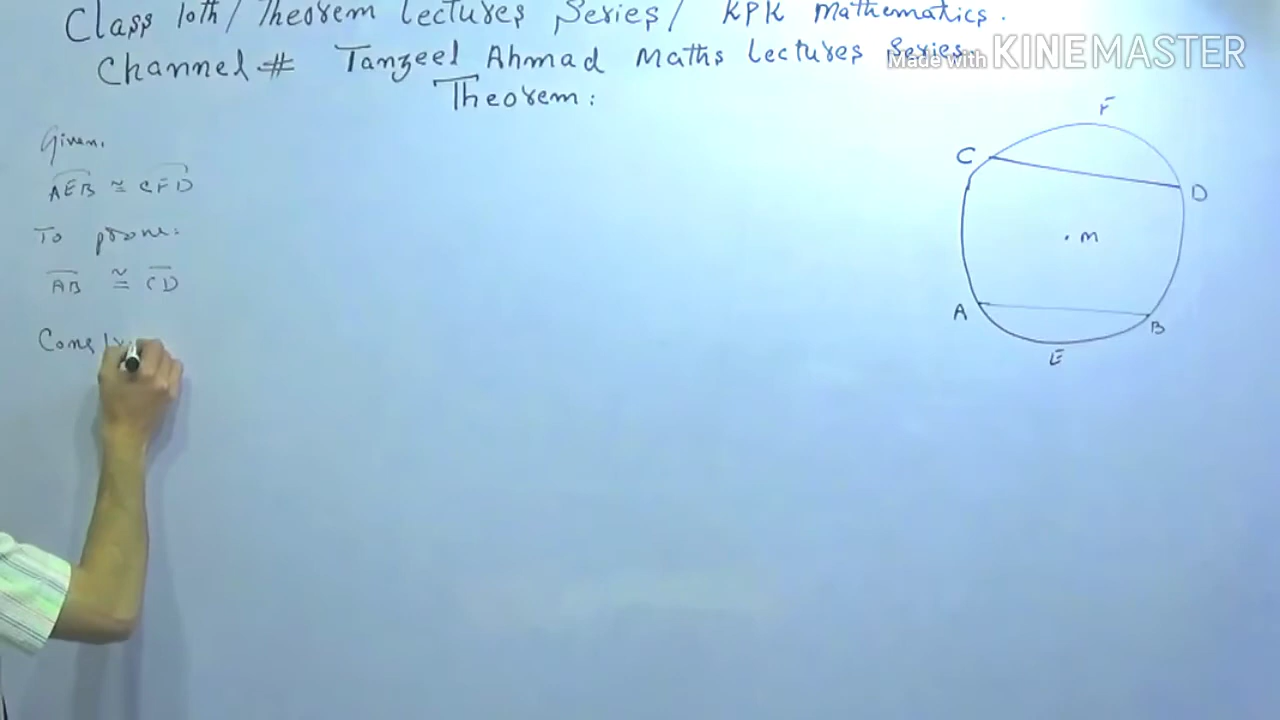 Class 10th / Theorem Lectures Series / KPK Mathematics.
Channel # Tanzeel Ahmad Maths Lectures Series.
Made with KINEMASTER
Theorem:
Given.
AEB ≅ CFD
To prove:
AB ≅ CD
Const
F
C
D
. m
A
B
E